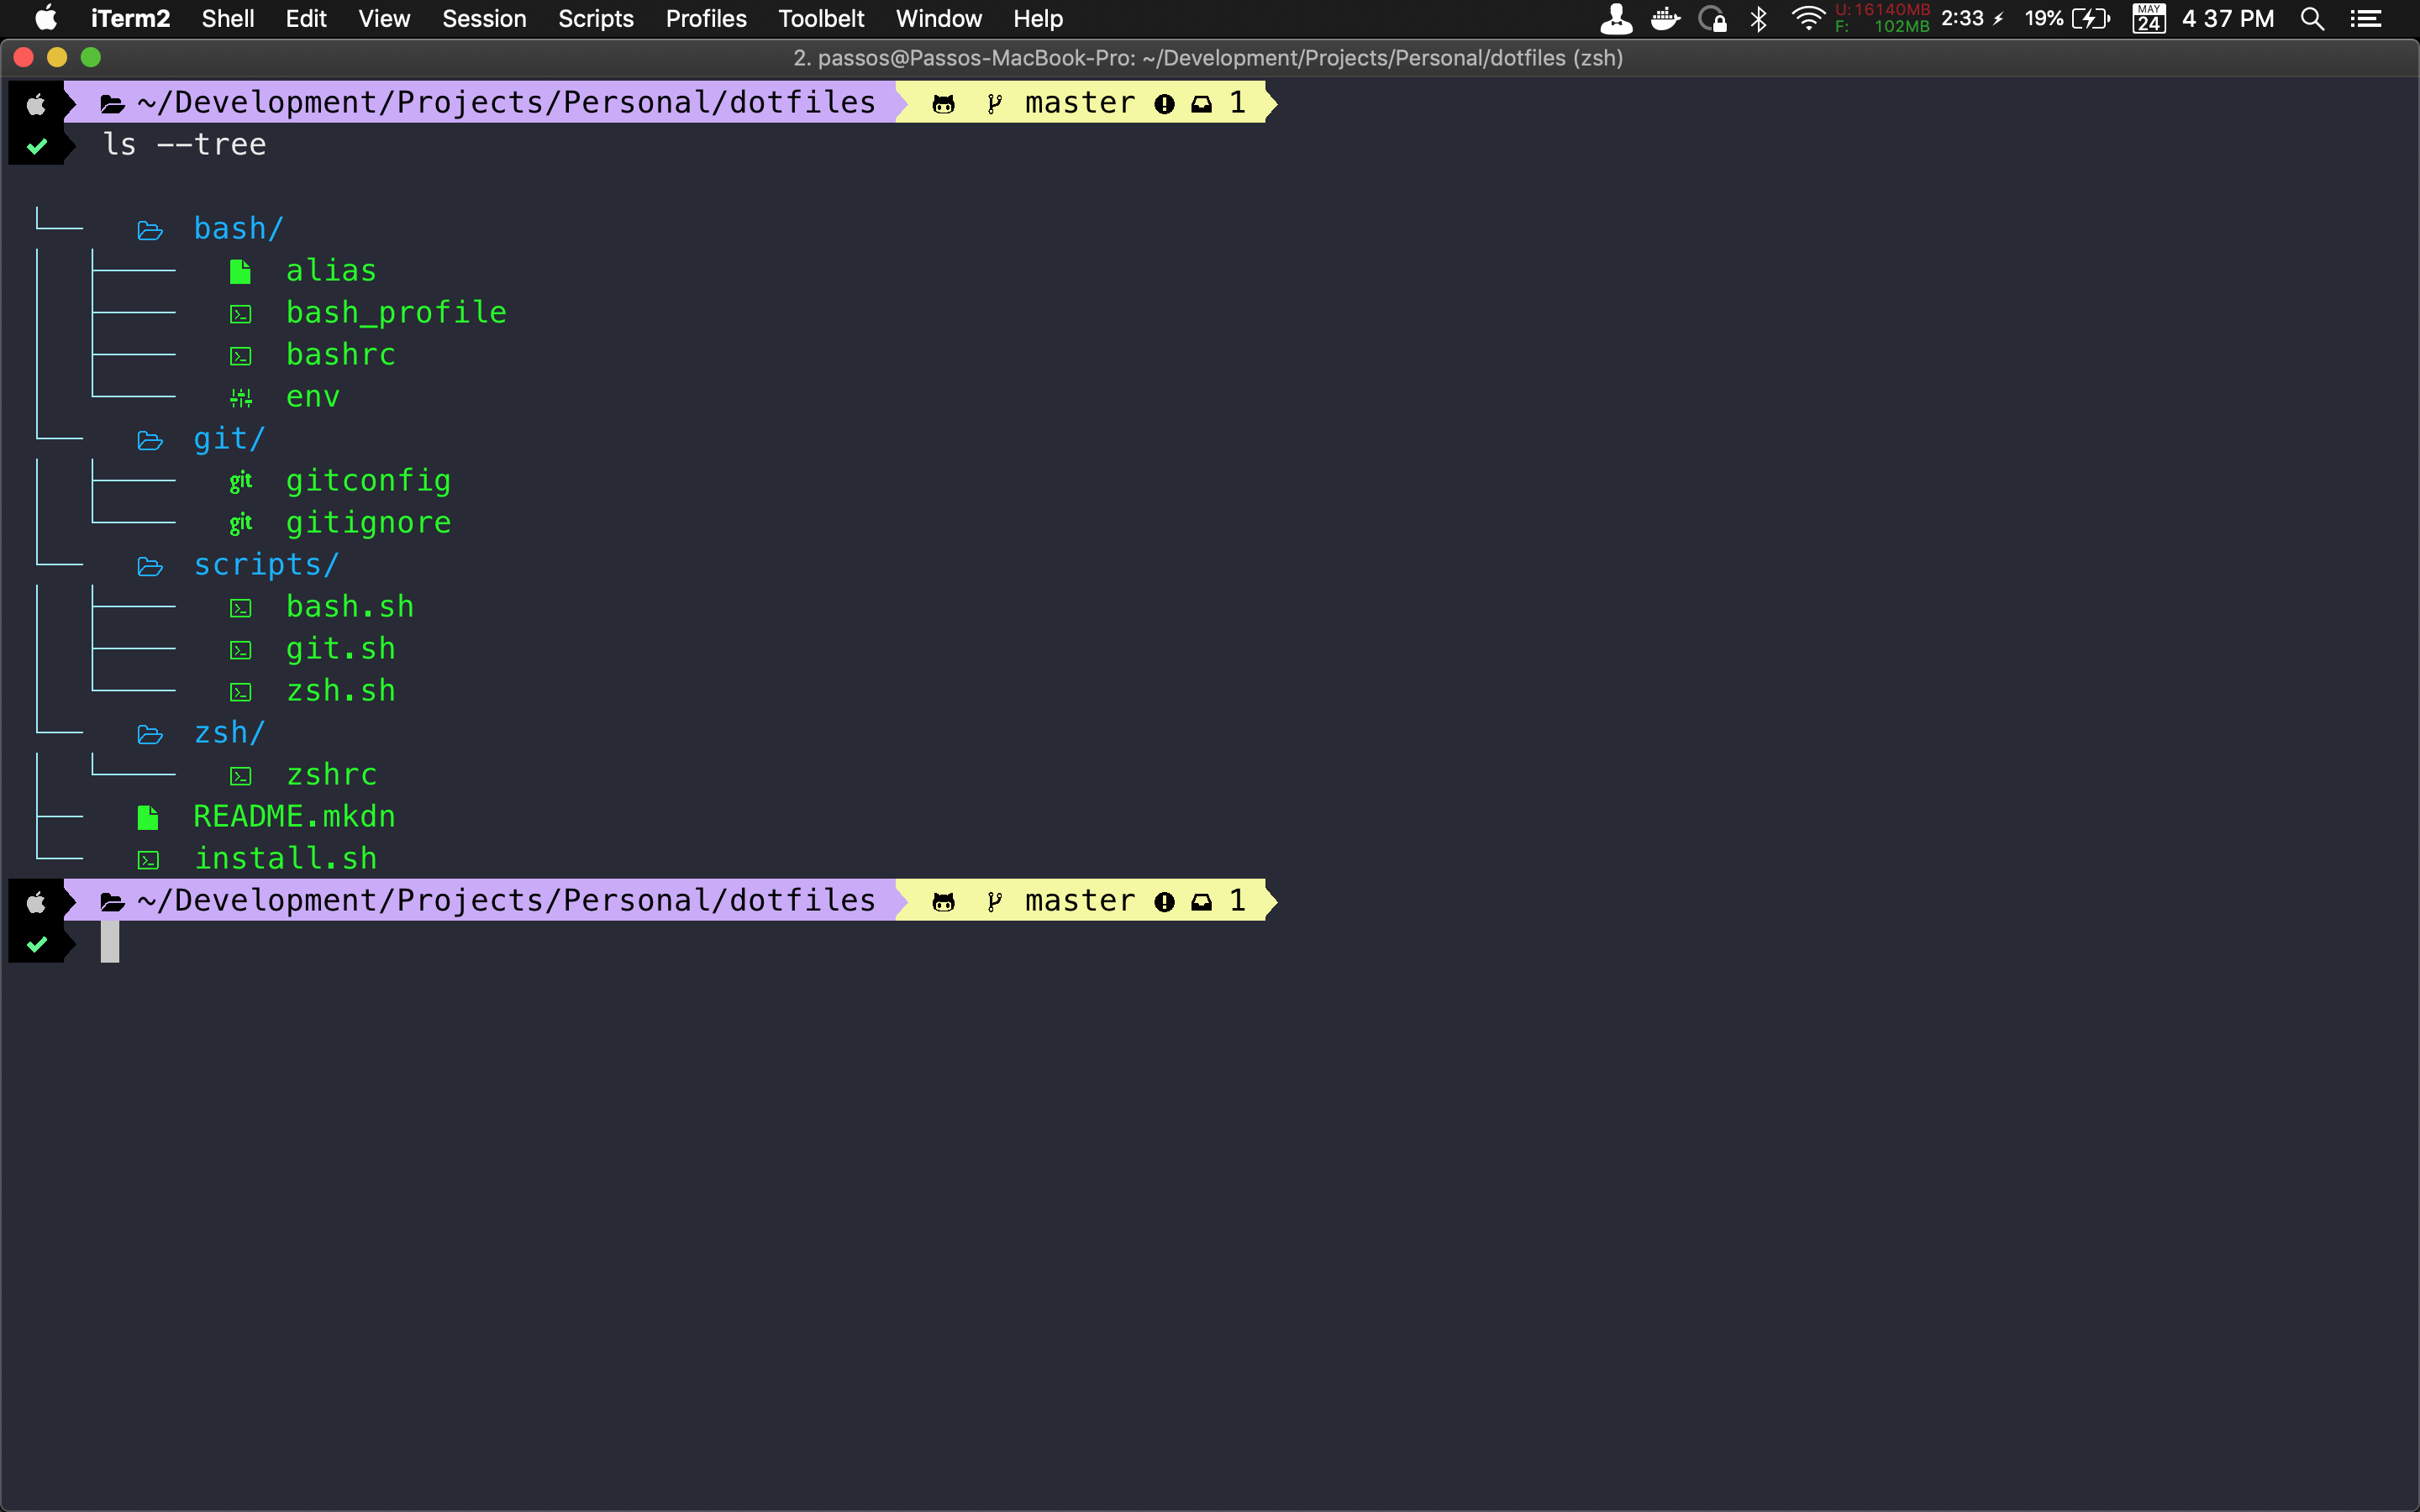 iTerm2 Shell Edit View Session Scripts Profiles Toolbelt Window Help U:16140MB F: 102MB 2:33 19% MAY 24 4 37 PM
2. passos@Passos-MacBook-Pro: ~/Development/Projects/Personal/dotfiles (zsh)
~/Development/Projects/Personal/dotfiles master 1
ls --tree
bash/
alias
bash_profile
bashrc
env
git/
git gitconfig
git gitignore
scripts/
bash.sh
git.sh
zsh.sh
zsh/
zshrc
README.mkdn
install.sh
~/Development/Projects/Personal/dotfiles master 1